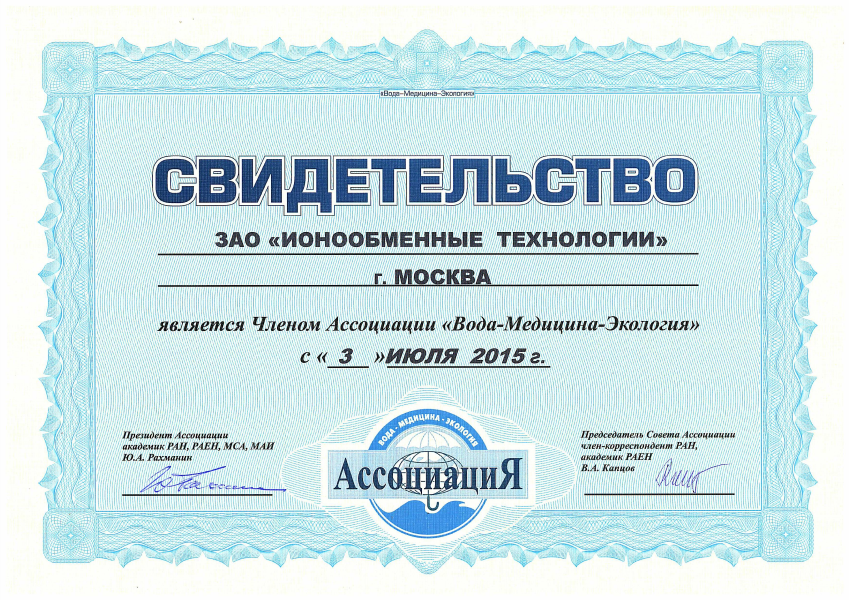 «Вода-Медицина-Экология»
СВИДЕТЕЛЬСТВО
ЗАО «ИОНООБМЕННЫЕ ТЕХНОЛОГИИ»
г. МОСКВА
является Членом Ассоциации «Вода-Медицина-Экология»
с « 3 »ИЮЛЯ 2015 г.
Президент Ассоциации
академик РАН, РАЕН, МСА, МАИ
Ю.А. Рахманин
ВОДА - МЕДИЦИНА - ЭКОЛОГИЯ
АссоциациЯ
Председатель Совета Ассоциации
член-корреспондент РАН,
академик РАЕН
В.А. Капцов